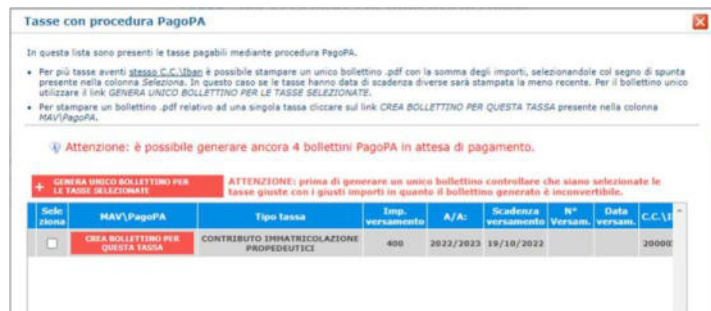 Tasse con procedura PagoPA
In questa lista sono presenti le tasse pagabili mediante procedura PagoPA.
• Per più tasse aventi stesso C.C.\Iban è possibile stampare un unico bollettino .pdf con la somma degli importi, selezionandole col segno di spunta
presente nella colonna Seleziona. In questo caso se le tasse hanno data di scadenza diverse sarà stampata la meno recente. Per il bollettino unico
utilizzare il link GENERA UNICO BOLLETTINO PER LE TASSE SELEZIONATE.
• Per stampare un bollettino .pdf relativo ad una singola tassa cliccare sul link CREA BOLLETTINO PER QUESTA TASSA presente nella colonna
MAV\PagoPA.
Attenzione: è possibile generare ancora 4 bollettini PagoPA in attesa di pagamento.
+ GENERA UNICO BOLLETTINO PER
LE TASSE SELEZIONATE
ATTENZIONE: prima di generare un unico bollettino controllare che siano selezionate le
tasse giuste con i giusti importi in quanto il bollettino generato è inconvertibile.
Sele
ziona
MAV\PagoPA
Tipo tassa
Imp.
versamento
A/A:
Scadenza
versamento
N°
Versam.
Data
versam.
C.C.\I
CREA BOLLETTINO PER
QUESTA TASSA
CONTRIBUTO IMMATRICOLAZIONE
PROPEDEUTICI
400
2022/2023
19/10/2022